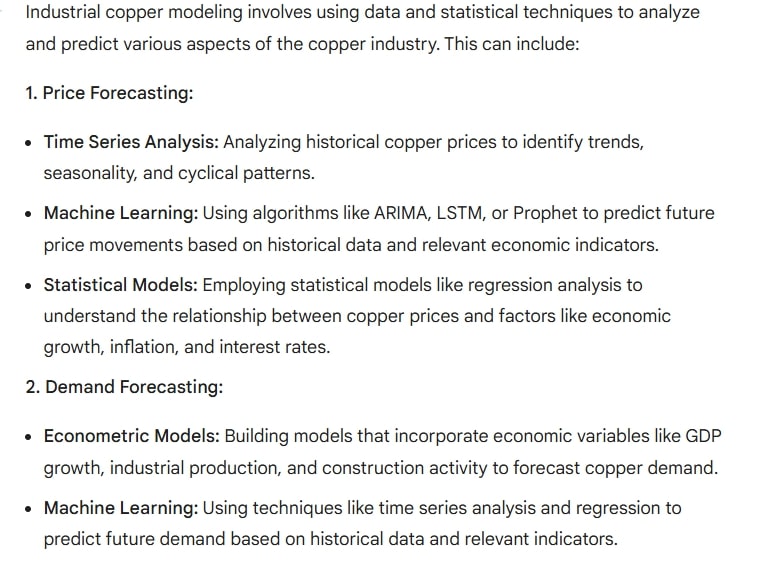 Industrial copper modeling involves using data and statistical techniques to analyze
and predict various aspects of the copper industry. This can include:
1. Price Forecasting:
• Time Series Analysis: Analyzing historical copper prices to identify trends,
seasonality, and cyclical patterns.
• Machine Learning: Using algorithms like ARIMA, LSTM, or Prophet to predict future
price movements based on historical data and relevant economic indicators.
• Statistical Models: Employing statistical models like regression analysis to
understand the relationship between copper prices and factors like economic
growth, inflation, and interest rates.
2. Demand Forecasting:
• Econometric Models: Building models that incorporate economic variables like GDP
growth, industrial production, and construction activity to forecast copper demand.
• Machine Learning: Using techniques like time series analysis and regression to
predict future demand based on historical data and relevant indicators.